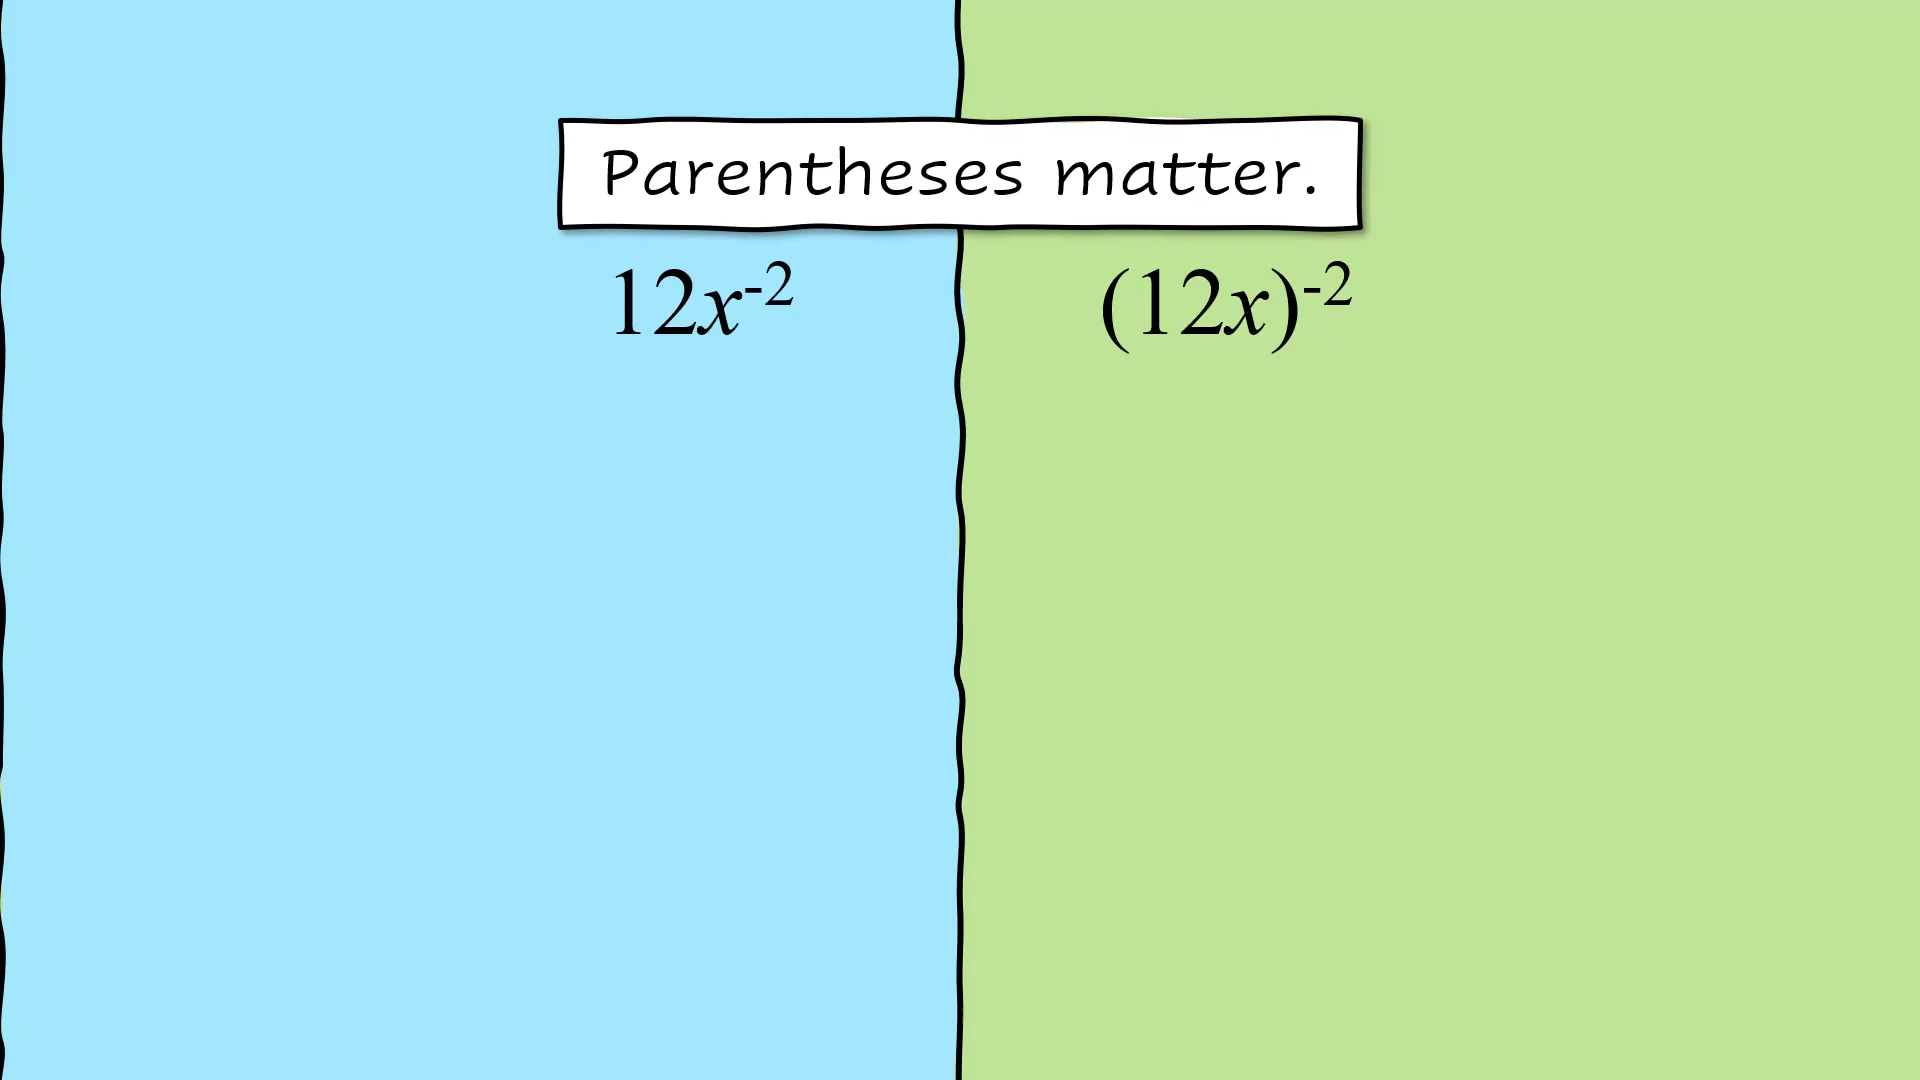 Parentheses matter.
12x⁻²
(12x)⁻²